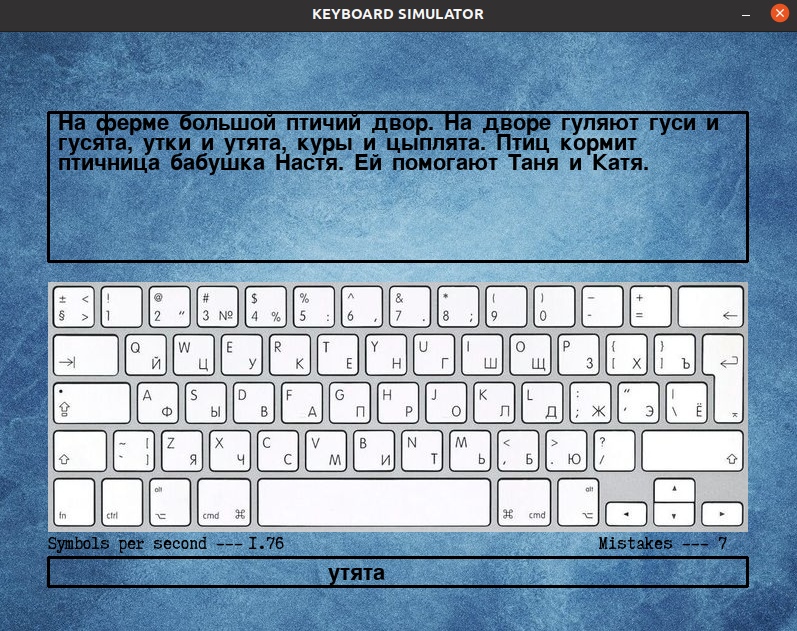 KEYBOARD SIMULATOR
На ферме большой птичий двор. На дворе гуляют гуси и
гусята, утки и утята, куры и цыплята. Птиц кормит
птичница бабушка Настя. Ей помогают Таня и Катя.
± < ! @ # $ % ^ & * ( ) _ +
§ > 1 2 " 3 № 4 % 5 : 6 , 7 . 8 ; 9 0 - = ←
Q W E R T Y U I O P { }
→| Й Ц У К Е Н Г Ш Щ З [ Х ] Ъ
A S D F G H J K L : " |
Ф Ы В А П Р О Л Д ; Ж ' Э \ Ё
~ [ Z X C V B N M < > ?
` ] Я Ч С М И Т Ь , Б . Ю /
alt alt
fn ctrl ⌥ cmd ⌘ ⌘ cmd ⌥
Symbols per second --- 1.76 Mistakes --- 7
утята